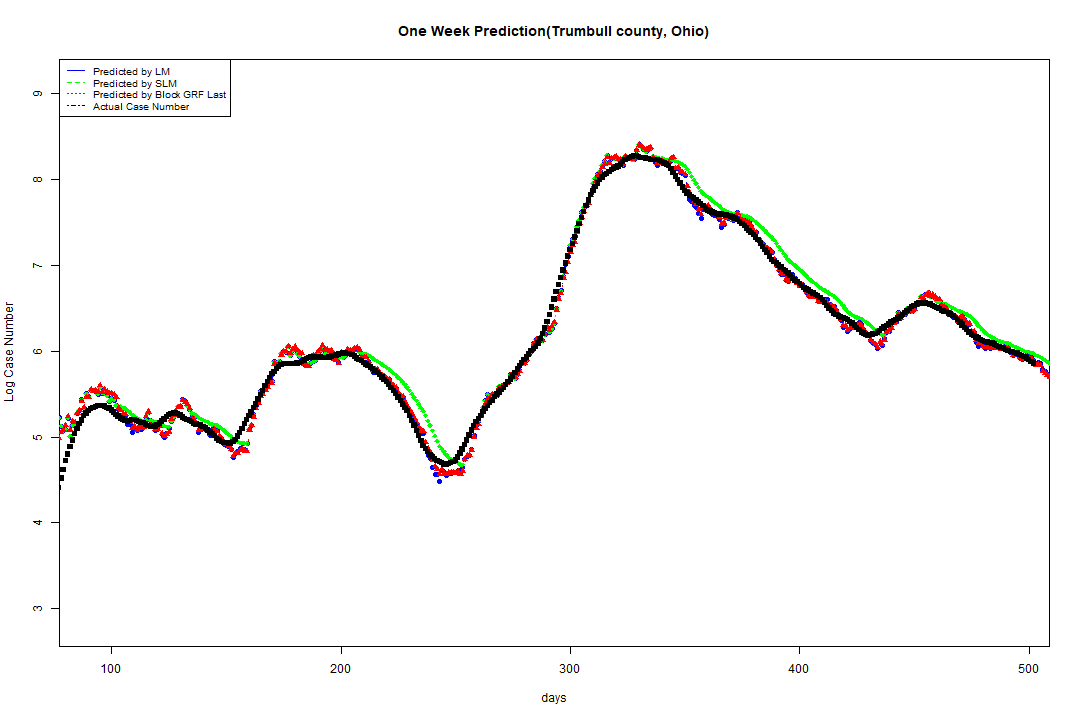 One Week Prediction(Trumbull county, Ohio)
Predicted by LM
Predicted by SLM
Predicted by Block GRF Last
Actual Case Number
9
8
7
6
5
4
3
Log Case Number
100 200 300 400 500
days